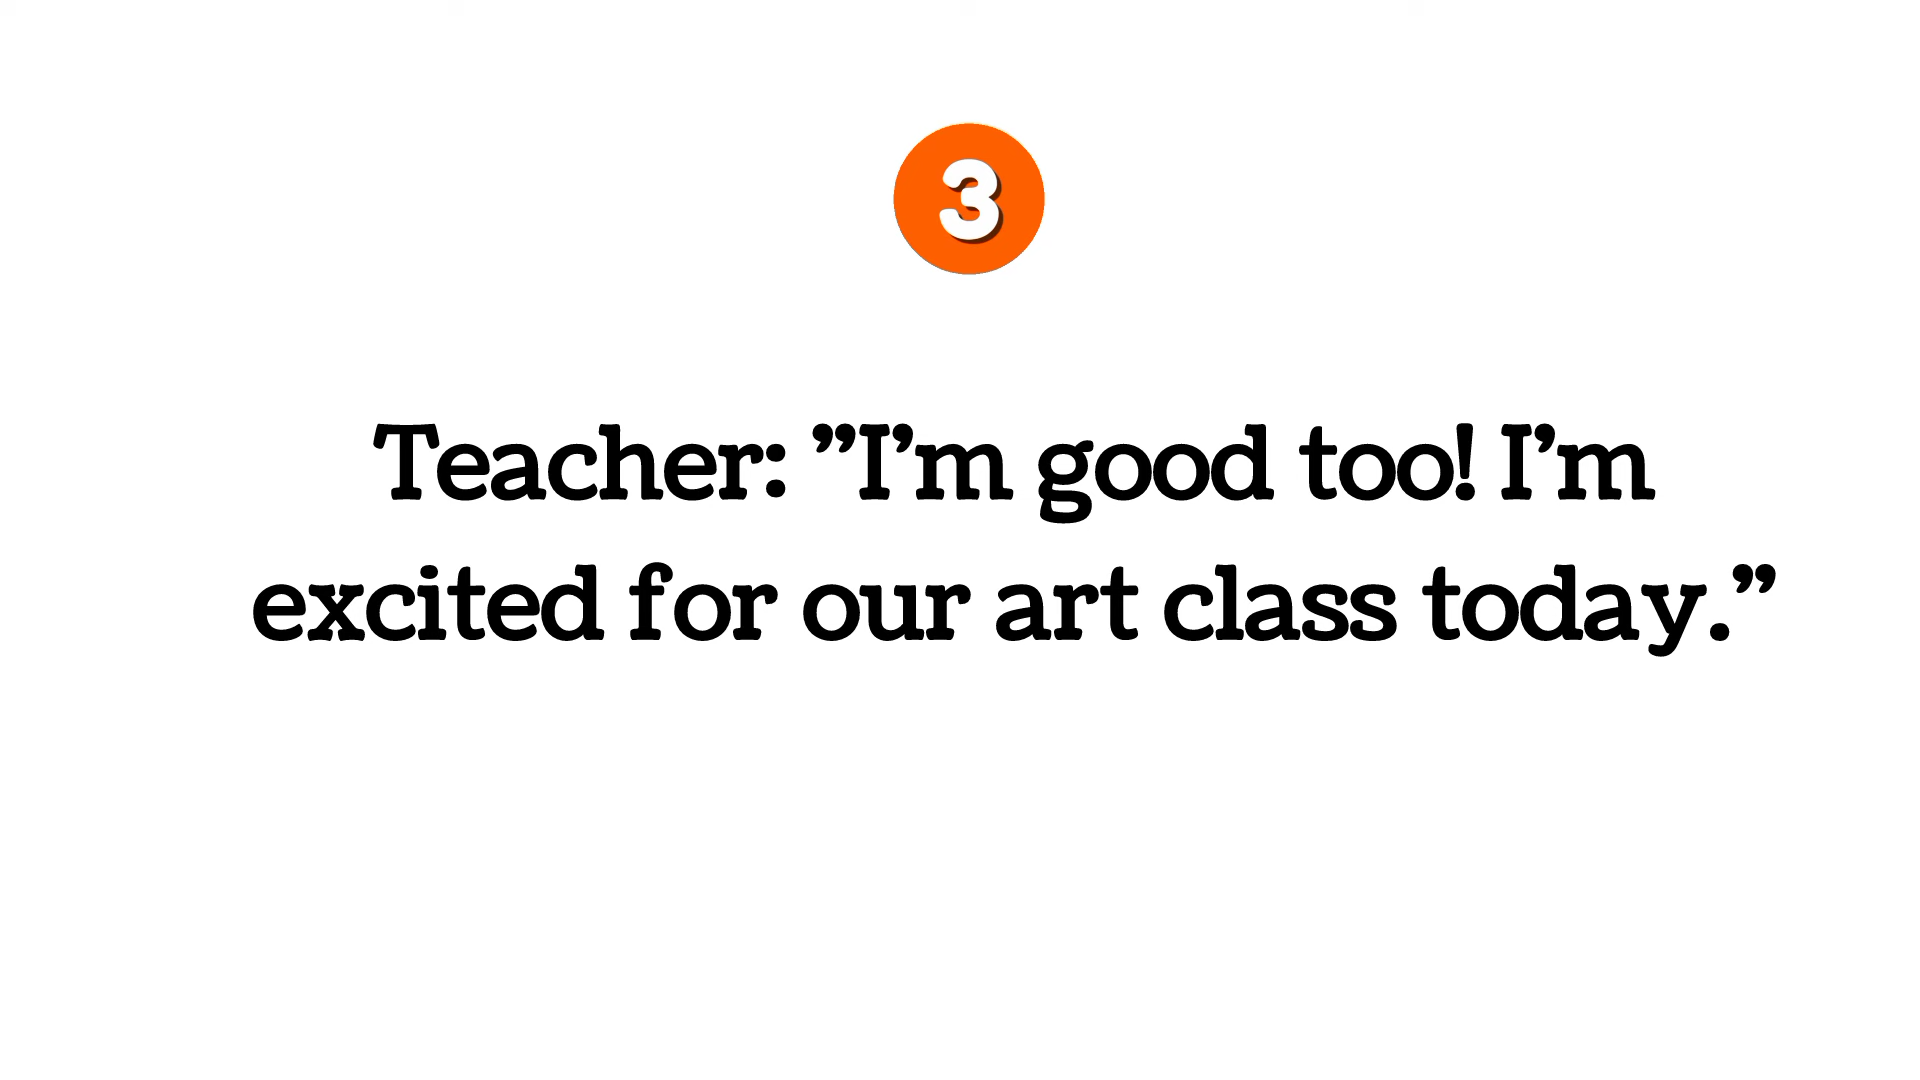 3
Teacher: ”I’m good too! I’m
excited for our art class today.”